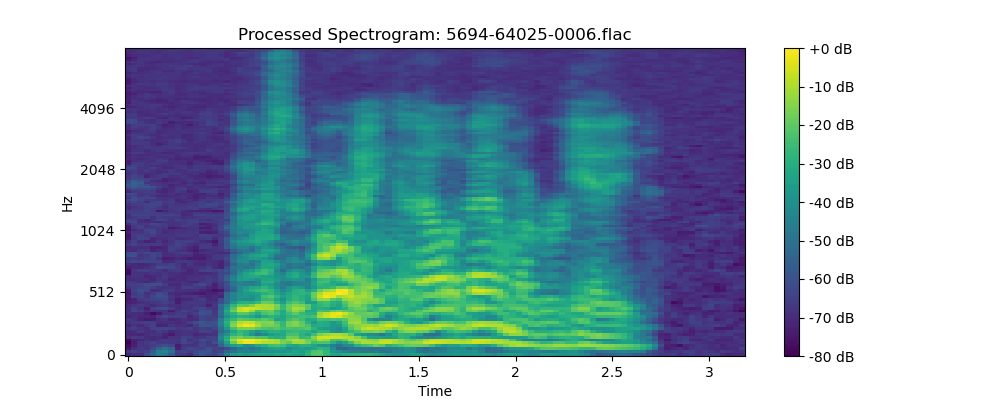 Processed Spectrogram: 5694-64025-0006.flac
Hz
4096
2048
1024
512
0
0
0.5
1
1.5
2
2.5
3
Time
+0 dB
-10 dB
-20 dB
-30 dB
-40 dB
-50 dB
-60 dB
-70 dB
-80 dB